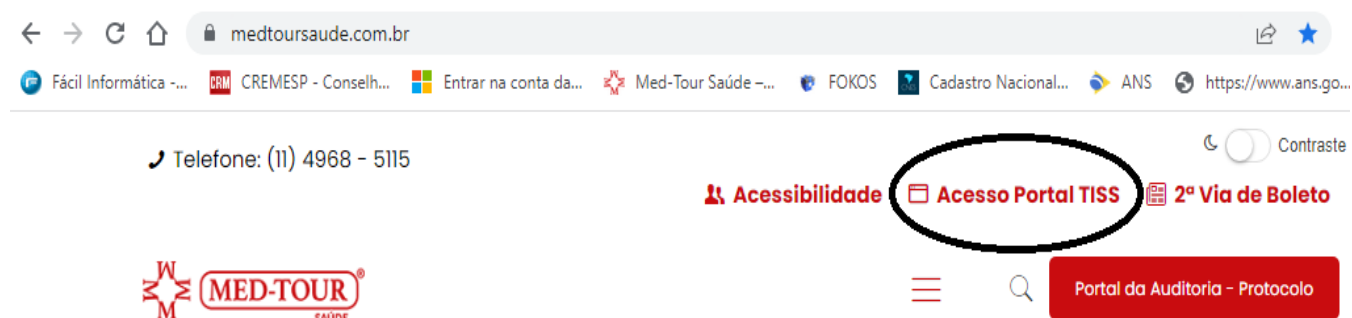 medtoursaude.com.br
Fácil Informática -... CRM CREMESP - Conselh... Entrar na conta da... Med-Tour Saúde –... FOKOS Cadastro Nacional... ANS https://www.ans.go...
Telefone: (11) 4968 - 5115
Contraste
Acessibilidade Acesso Portal TISS 2ª Via de Boleto
MED-TOUR®
SAÚDE
Portal da Auditoria - Protocolo